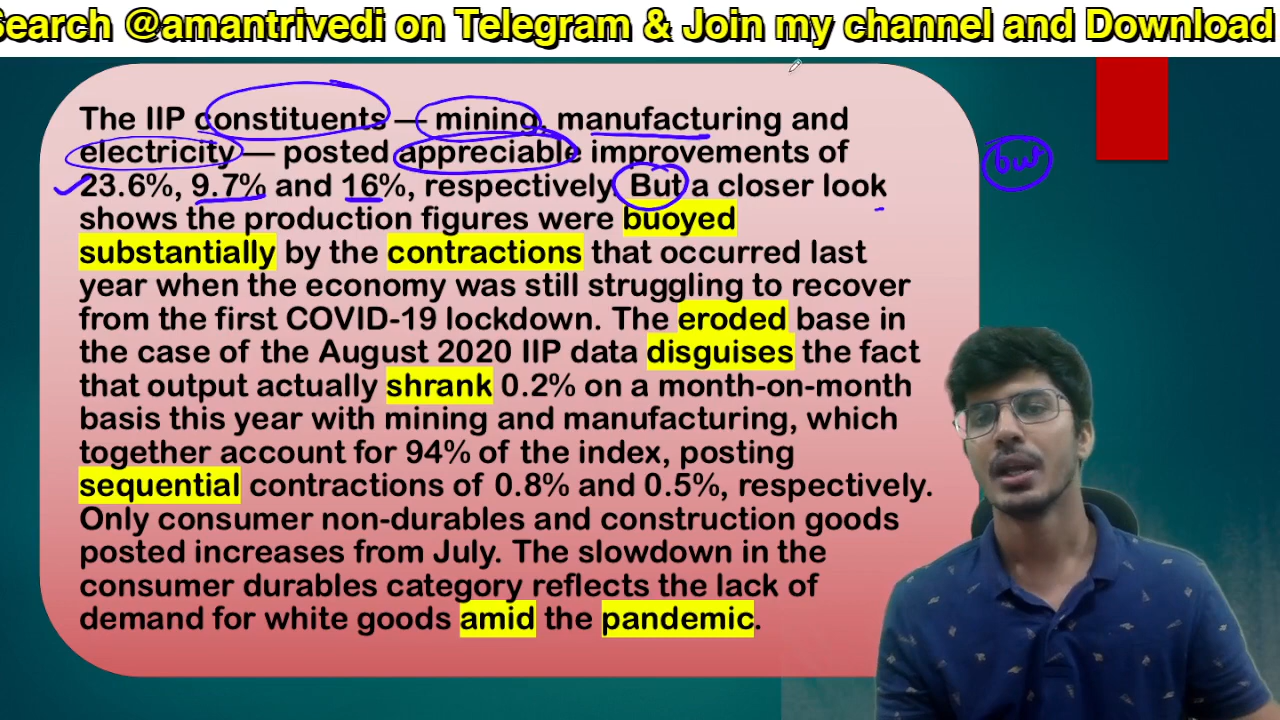 Search @amantrivedi on Telegram & Join my channel and Download
The IIP constituents — mining, manufacturing and
electricity — posted appreciable improvements of
23.6%, 9.7% and 16%, respectively. But a closer look
but
shows the production figures were buoyed
substantially by the contractions that occurred last
year when the economy was still struggling to recover
from the first COVID-19 lockdown. The eroded base in
the case of the August 2020 IIP data disguises the fact
that output actually shrank 0.2% on a month-on-month
basis this year with mining and manufacturing, which
together account for 94% of the index, posting
sequential contractions of 0.8% and 0.5%, respectively.
Only consumer non-durables and construction goods
posted increases from July. The slowdown in the
consumer durables category reflects the lack of
demand for white goods amid the pandemic.